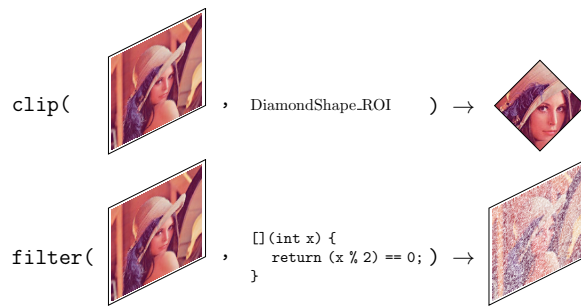 clip( , DiamondShape_ROI ) →
filter( , [](int x) {
return (x % 2) == 0; ) →
}